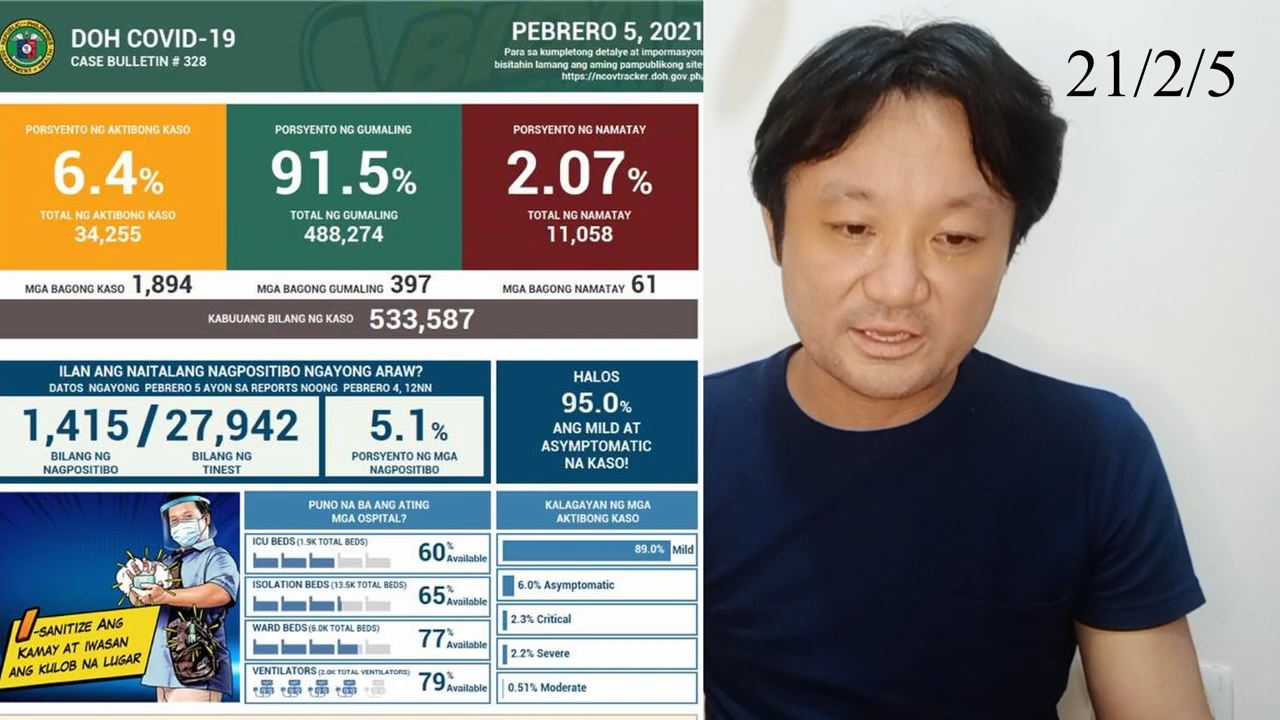 DOH COVID-19
CASE BULLETIN # 328
PEBRERO 5, 2021
Para sa kumpletong detalye at impormasyon
bisitahin lamang ang aming pampublikong site
https://ncovtracker.doh.gov.ph/
21/2/5
PORSYENTO NG AKTIBONG KASO
6.4%
TOTAL NG AKTIBONG KASO
34,255
PORSYENTO NG GUMALING
91.5%
TOTAL NG GUMALING
488,274
PORSYENTO NG NAMATAY
2.07%
TOTAL NG NAMATAY
11,058
MGA BAGONG KASO 1,894
MGA BAGONG GUMALING 397
MGA BAGONG NAMATAY 61
KABUUANG BILANG NG KASO 533,587
ILAN ANG NAITALANG NAGPOSITIBO NGAYONG ARAW?
DATOS NGAYONG PEBRERO 5 AYON SA REPORTS NOONG PEBRERO 4, 12NN
1,415 / 27,942
BILANG NG
NAGPOSITIBO
BILANG NG
TINEST
5.1%
PORSYENTO NG MGA
NAGPOSITIBO
HALOS
95.0%
ANG MILD AT
ASYMPTOMATIC
NA KASO!
I-SANITIZE ANG
KAMAY AT IWASAN
ANG KULOB NA LUGAR
PUNO NA BA ANG ATING
MGA OSPITAL?
ICU BEDS (1.9K TOTAL BEDS)
60% Available
ISOLATION BEDS (13.5K TOTAL BEDS)
65% Available
WARD BEDS (6.0K TOTAL BEDS)
77% Available
VENTILATORS (2.0K TOTAL VENTILATORS)
79% Available
KALAGAYAN NG MGA
AKTIBONG KASO
89.0% Mild
6.0% Asymptomatic
2.3% Critical
2.2% Severe
0.51% Moderate